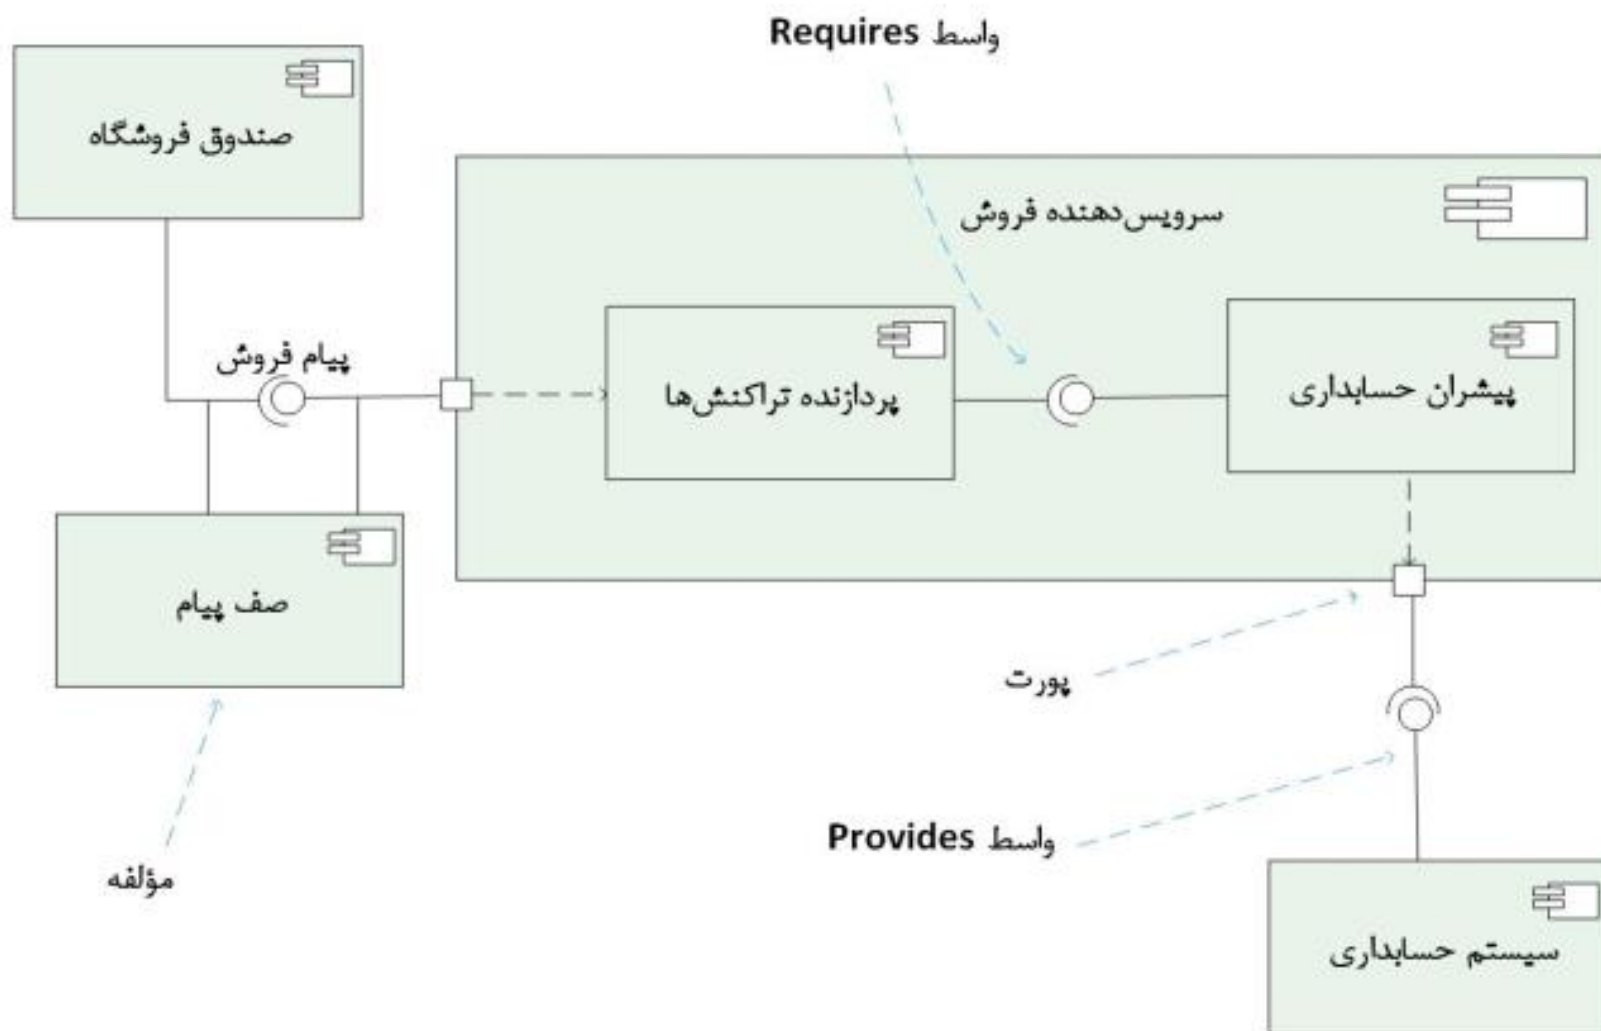 واسط Requires
صندوق فروشگاه
سرویس‌دهنده فروش
پیام فروش
پردازنده تراکنش‌ها
پیشران حسابداری
صف پیام
پورت
واسط Provides
مؤلفه
سیستم حسابداری